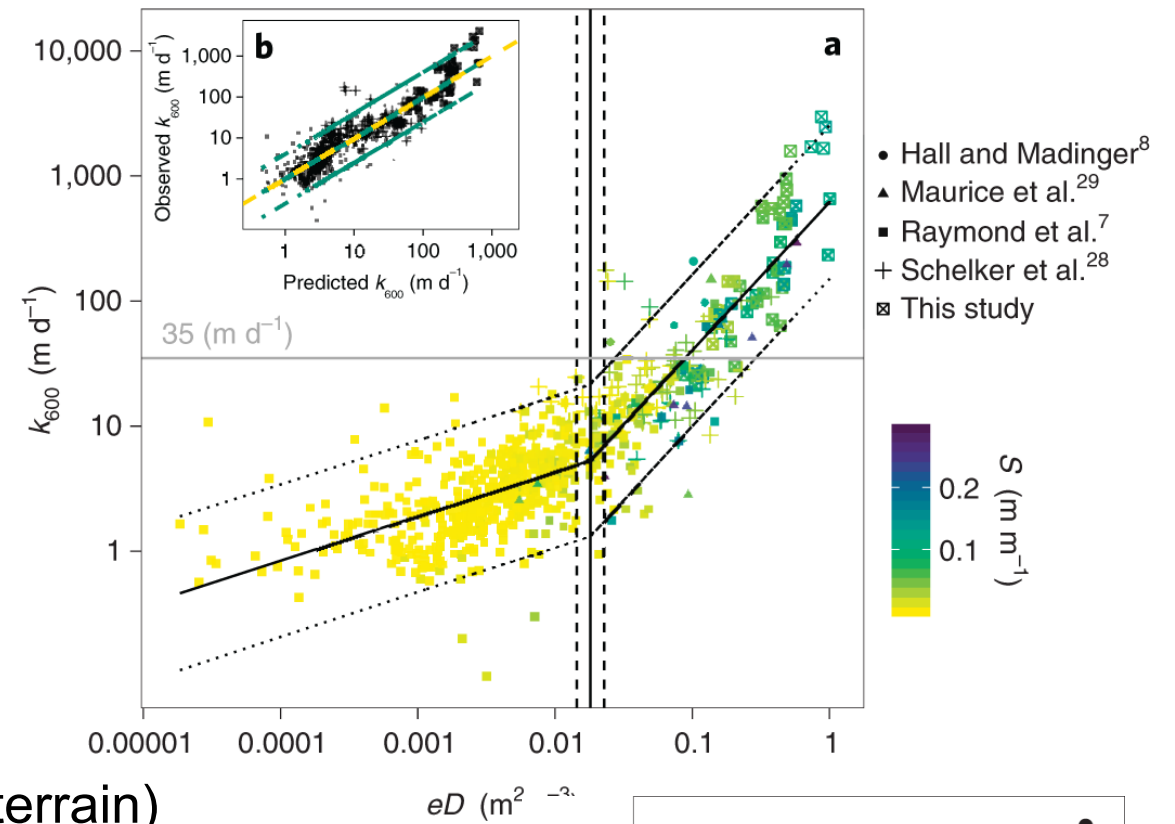 10,000
1,000
100
10
1
k600 (m d−1)
35 (m d−1)
b
a
Observed k600 (m d−1)
1,000
100
10
1
1 10 100 1,000
Predicted k600 (m d−1)
Hall and Madinger8
Maurice et al.29
Raymond et al.7
Schelker et al.28
This study
0.2
0.1
S (m m−1)
0.00001 0.0001 0.001 0.01 0.1 1
eD (m2 −3)
terrain)